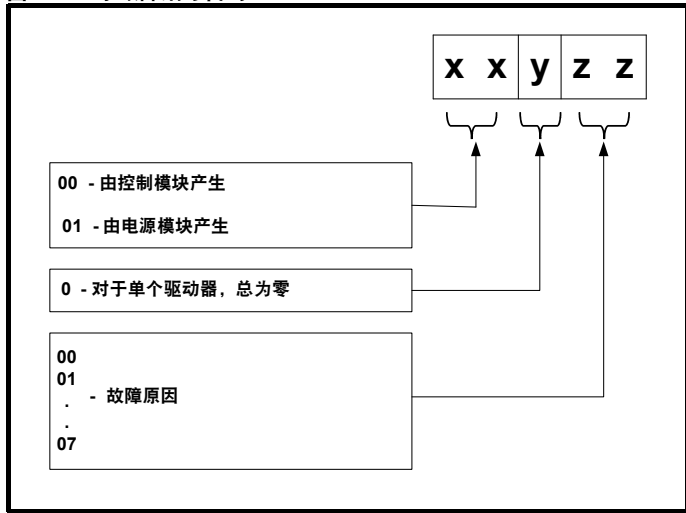 x x y z z
00 - 由控制模块产生
01 - 由电源模块产生
0 - 对于单个驱动器，总为零
00
01
- 故障原因
.
.
07